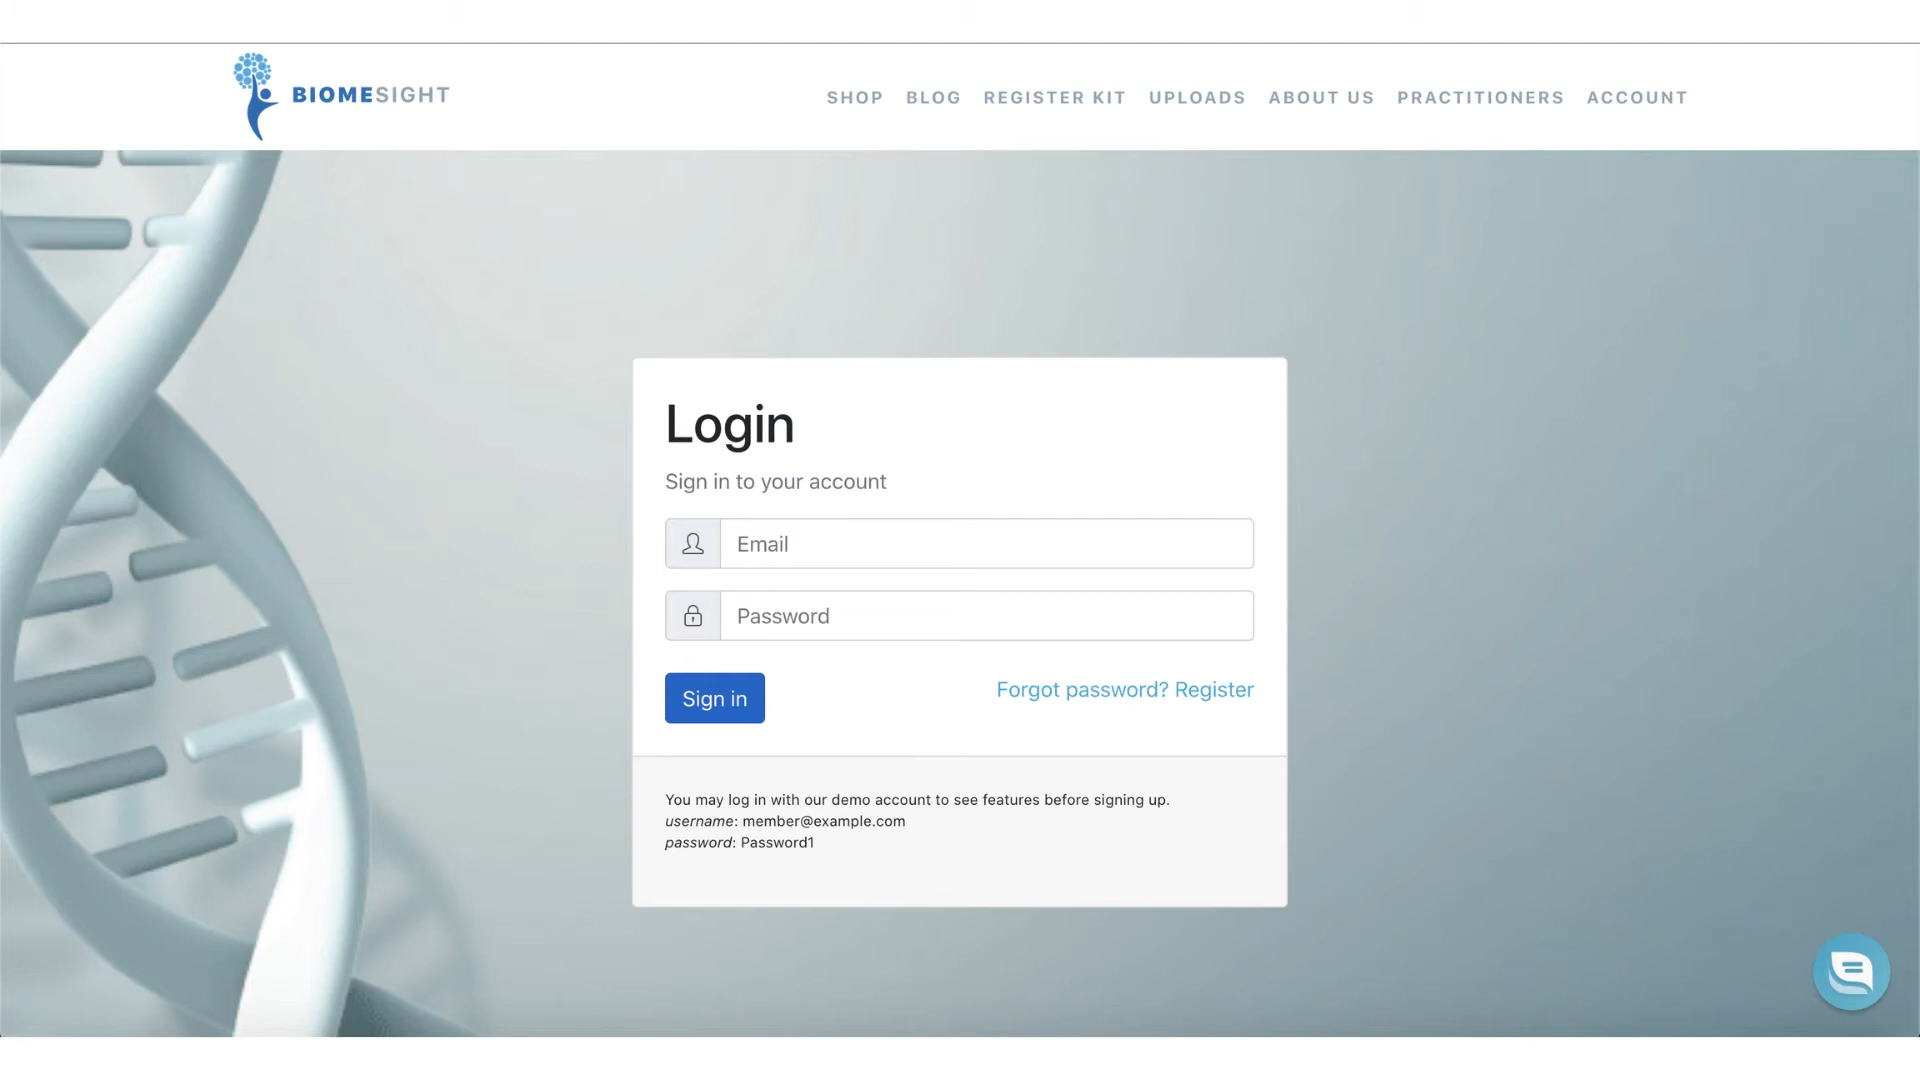 BIOMESIGHT
SHOP BLOG REGISTER KIT UPLOADS ABOUT US PRACTITIONERS ACCOUNT
Login
Sign in to your account
Email
Password
Sign in
Forgot password? Register
You may log in with our demo account to see features before signing up.
username: member@example.com
password: Password1